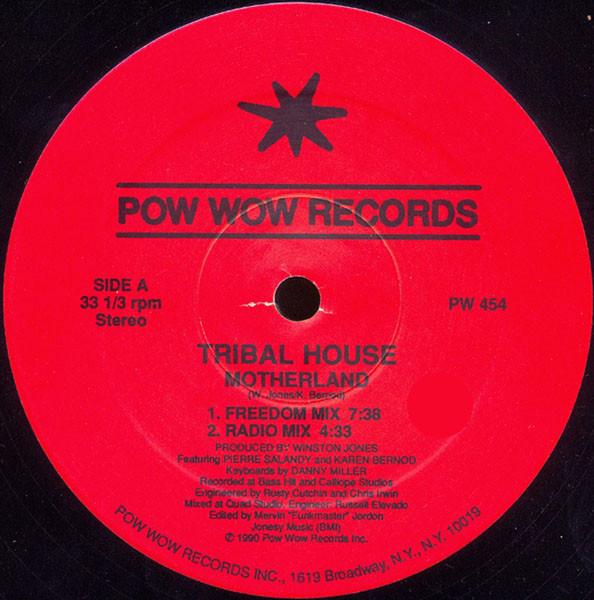 POW WOW RECORDS
SIDE A
33 1/3 rpm
Stereo
PW 454
TRIBAL HOUSE
MOTHERLAND
(W. Jones/K. Bernod)
1. FREEDOM MIX 7:38
2. RADIO MIX 4:33
PRODUCED BY WINSTON JONES
Featuring PIERRE SALANDY and KAREN BERNOD
Keyboards by DANNY MILLER
Recorded at Bass Hit and Calliope Studios
Engineered by Rusty Cutchin and Chris Irwin
Mixed at Quad Studio. Engineer: Russell Elevado
Edited by Mervin "Funkmaster" Jordon
Jonesy Music (BMI)
© 1990 Pow Wow Records Inc.
POW WOW RECORDS INC., 1619 Broadway, N.Y., N.Y. 10019